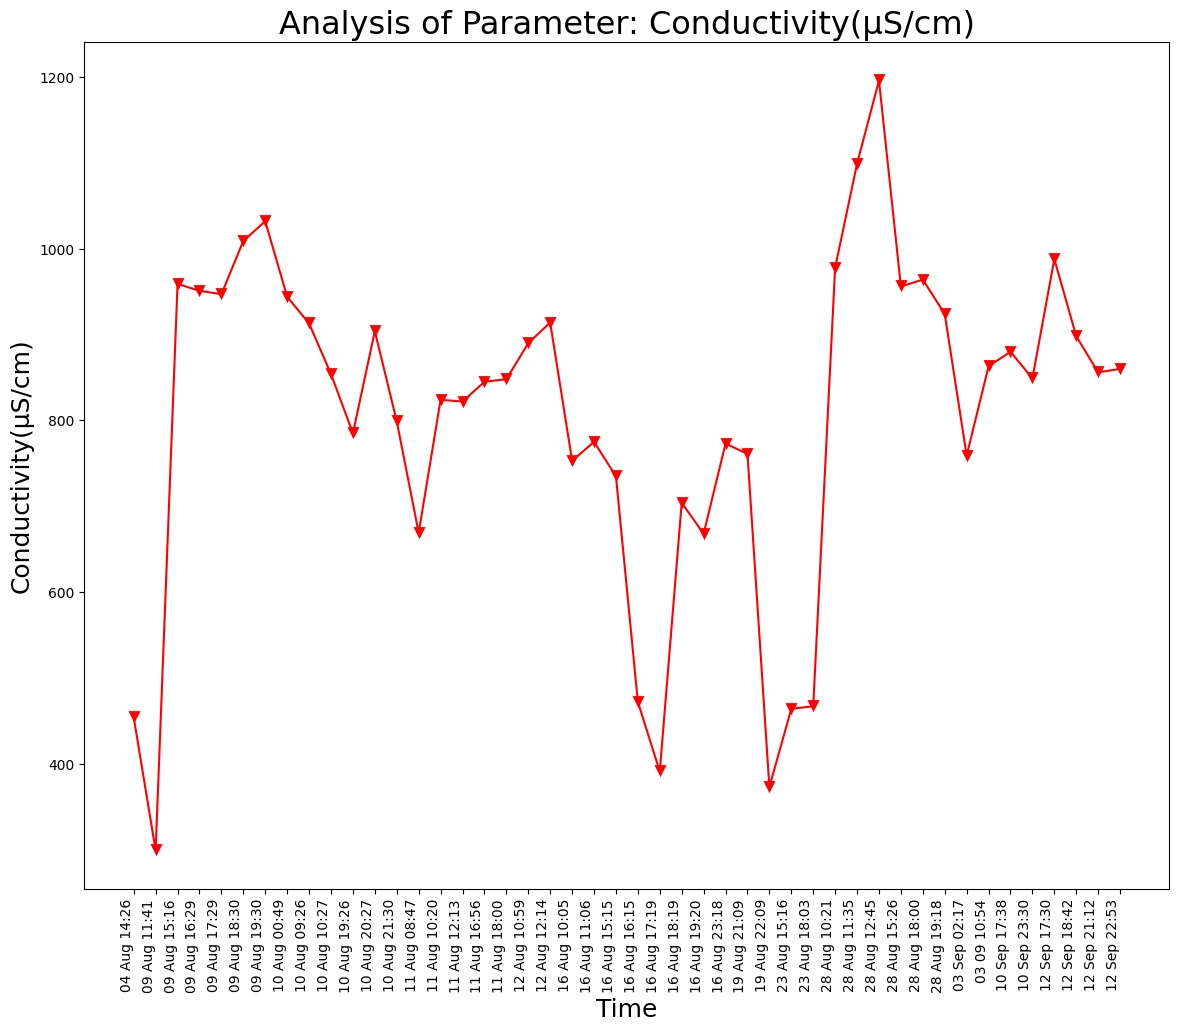 Analysis of Parameter: Conductivity(μS/cm)
1200
1000
800
600
400
Conductivity(μS/cm)
04 Aug 14:26
09 Aug 11:41
09 Aug 15:16
09 Aug 16:29
09 Aug 17:29
09 Aug 18:30
09 Aug 19:30
10 Aug 00:49
10 Aug 09:26
10 Aug 10:27
10 Aug 19:26
10 Aug 20:27
10 Aug 21:30
11 Aug 08:47
11 Aug 10:20
11 Aug 12:13
11 Aug 16:56
11 Aug 18:00
12 Aug 10:59
12 Aug 12:14
16 Aug 10:05
16 Aug 11:06
16 Aug 15:15
16 Aug 16:15
16 Aug 17:19
16 Aug 18:19
16 Aug 19:20
16 Aug 23:18
19 Aug 21:09
19 Aug 22:09
23 Aug 15:16
23 Aug 18:03
28 Aug 10:21
28 Aug 11:35
28 Aug 12:45
28 Aug 15:26
28 Aug 18:00
28 Aug 19:18
03 Sep 02:17
03 09 10:54
10 Sep 17:38
10 Sep 23:30
12 Sep 17:30
12 Sep 18:42
12 Sep 21:12
12 Sep 22:53
Time